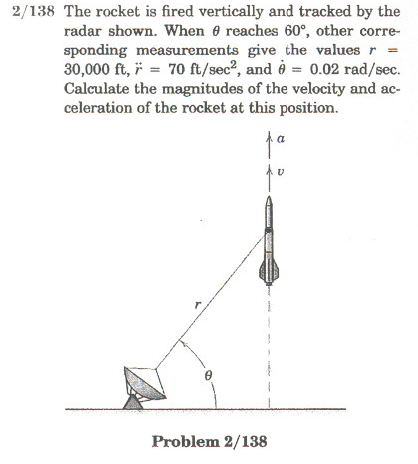 2/138 The rocket is fired vertically and tracked by the
radar shown. When θ reaches 60°, other corre-
sponding measurements give the values r =
30,000 ft, r̈ = 70 ft/sec², and θ̇ = 0.02 rad/sec.
Calculate the magnitudes of the velocity and ac-
celeration of the rocket at this position.
a
v
r
θ
Problem 2/138